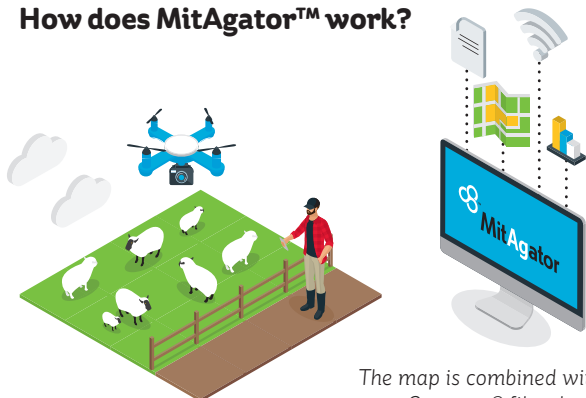 How does MitAgator™ work?
MitAgator
The map is combined wi